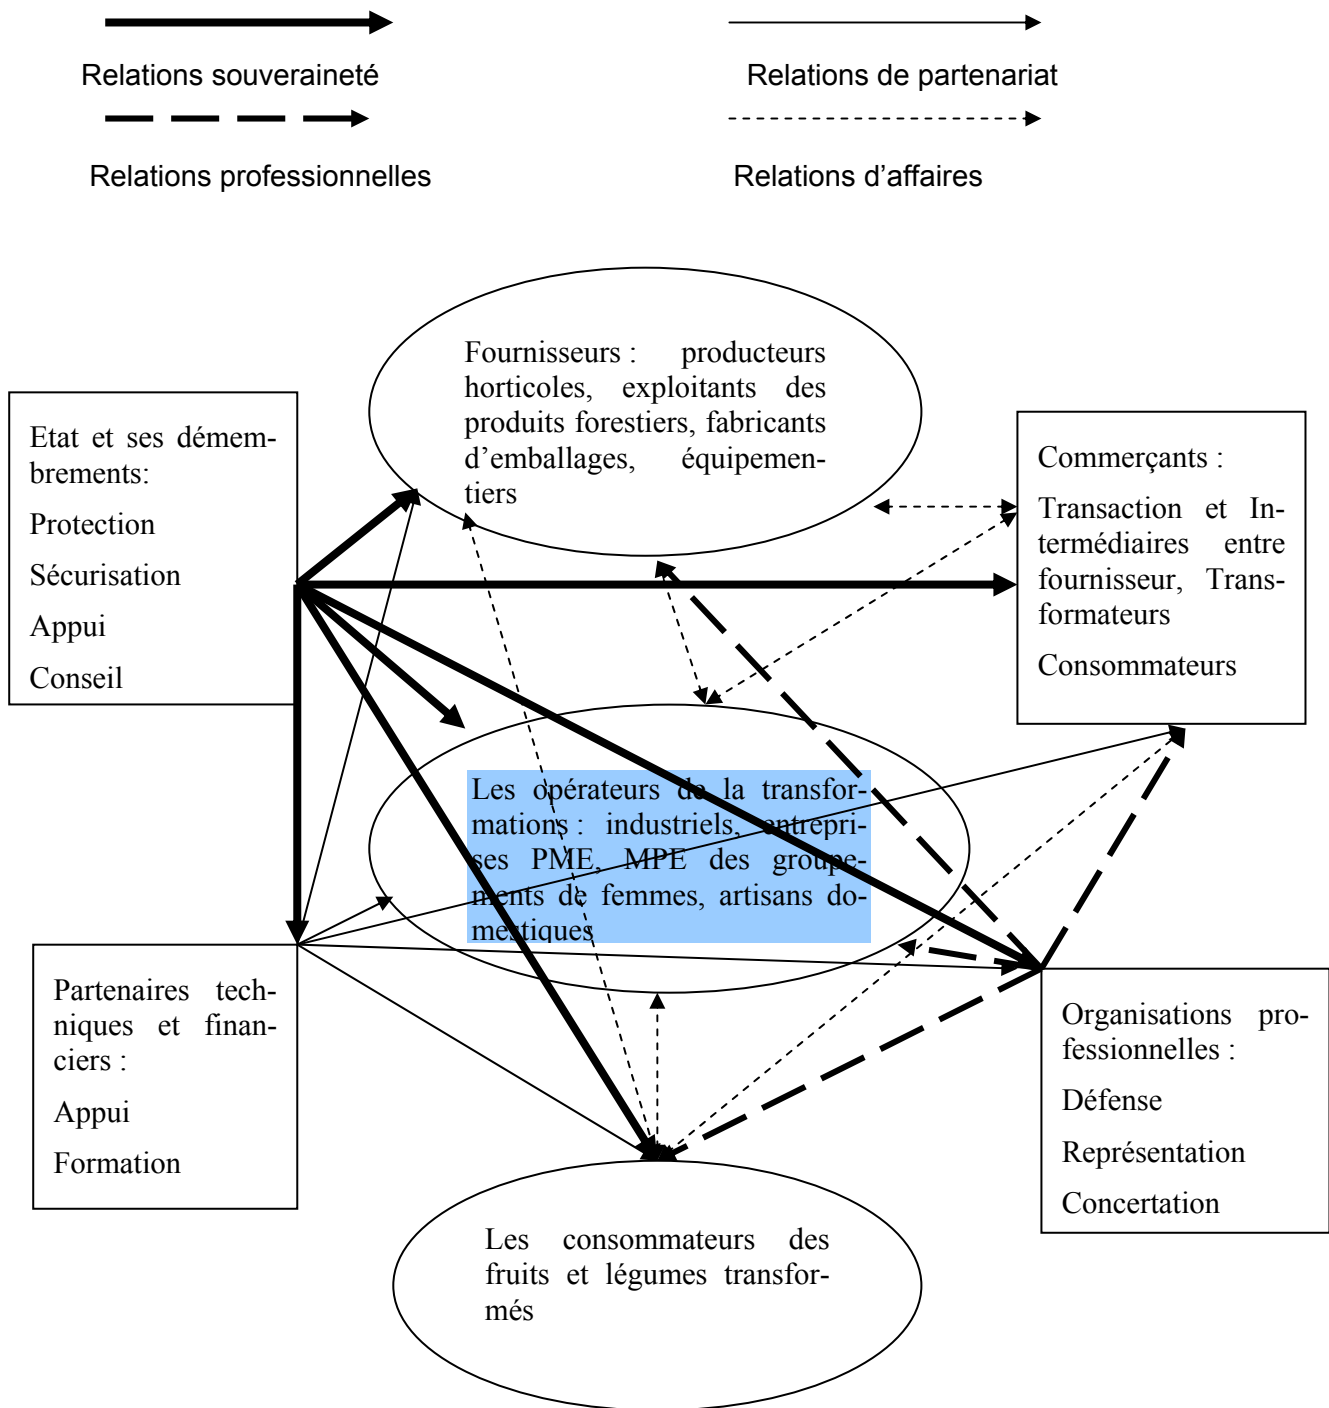 Relations souveraineté
Relations de partenariat
Relations professionnelles
Relations d’affaires
Fournisseurs : producteurs
horticoles, exploitants des
produits forestiers, fabricants
d’emballages, équipemen-
tiers
Etat et ses démem-
brements:
Protection
Sécurisation
Appui
Conseil
Commerçants :
Transaction et In-
termédiaires entre
fournisseur, Trans-
formateurs
Consommateurs
Les opérateurs de la transfor-
mations : industriels, entrepri-
ses PME, MPE des groupe-
ments de femmes, artisans do-
mestiques
Partenaires tech-
niques et finan-
ciers :
Appui
Formation
Organisations pro-
fessionnelles :
Défense
Représentation
Concertation
Les consommateurs des
fruits et légumes transfor-
més